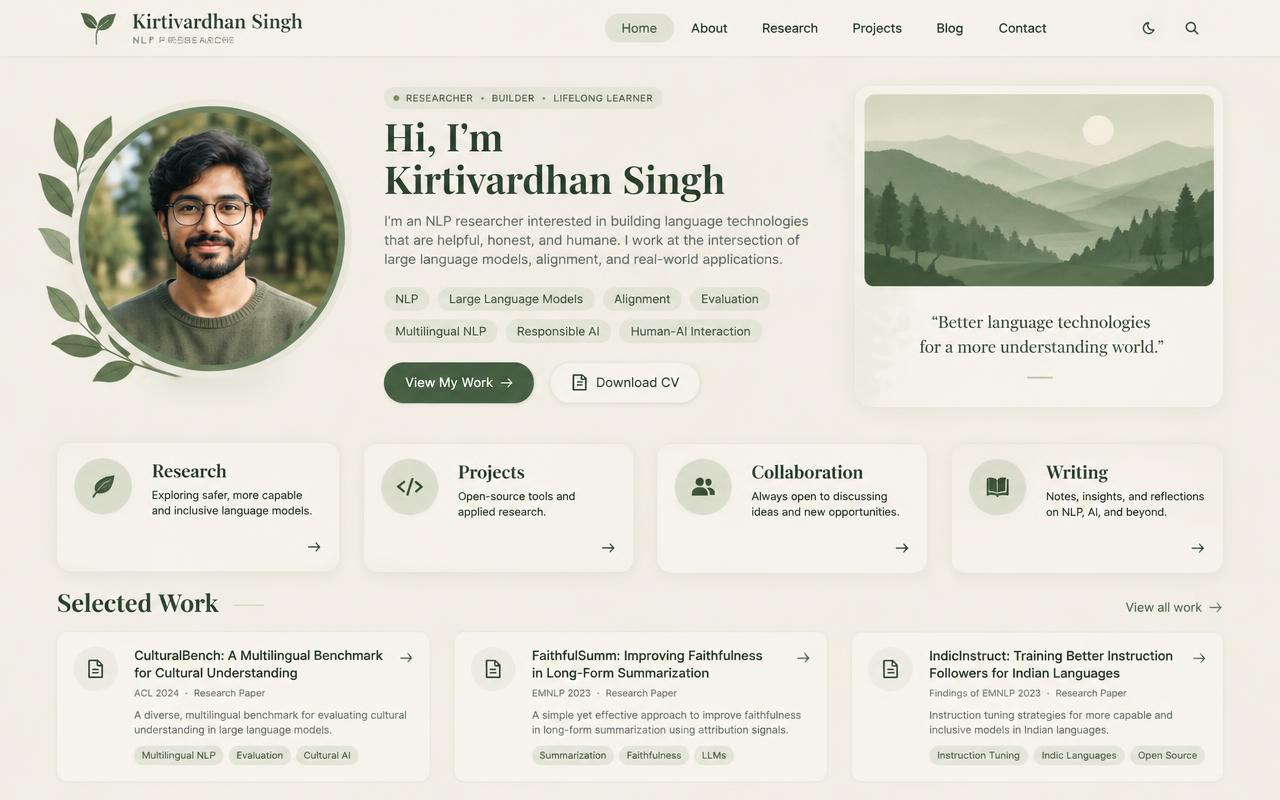 Kirtivardhan Singh
NLP
Home
About
Research
Projects
Blog
Contact
RESEARCHER • BUILDER • LIFELONG LEARNER
Hi, I’m
Kirtivardhan Singh
I'm an NLP researcher interested in building language technologies
that are helpful, honest, and humane. I work at the intersection of
large language models, alignment, and real-world applications.
NLP
Large Language Models
Alignment
Evaluation
Multilingual NLP
Responsible AI
Human-AI Interaction
View My Work →
Download CV
“Better language technologies
for a more understanding world.”
Research
Exploring safer, more capable
and inclusive language models.
→
</> 
Projects
Open-source tools and
applied research.
→
Collaboration
Always open to discussing
ideas and new opportunities.
→
Writing
Notes, insights, and reflections
on NLP, AI, and beyond.
→
Selected Work
View all work →
CulturalBench: A Multilingual Benchmark →
for Cultural Understanding
ACL 2024 · Research Paper
A diverse, multilingual benchmark for evaluating cultural
understanding in large language models.
Multilingual NLP
Evaluation
Cultural AI
FaithfulSumm: Improving Faithfulness →
in Long-Form Summarization
EMNLP 2023 · Research Paper
A simple yet effective approach to improve faithfulness
in long-form summarization using attribution signals.
Summarization
Faithfulness
LLMs
IndicInstruct: Training Better Instruction →
Followers for Indian Languages
Findings of EMNLP 2023 · Research Paper
Instruction tuning strategies for more capable and
inclusive models in Indian languages.
Instruction Tuning
Indic Languages
Open Source